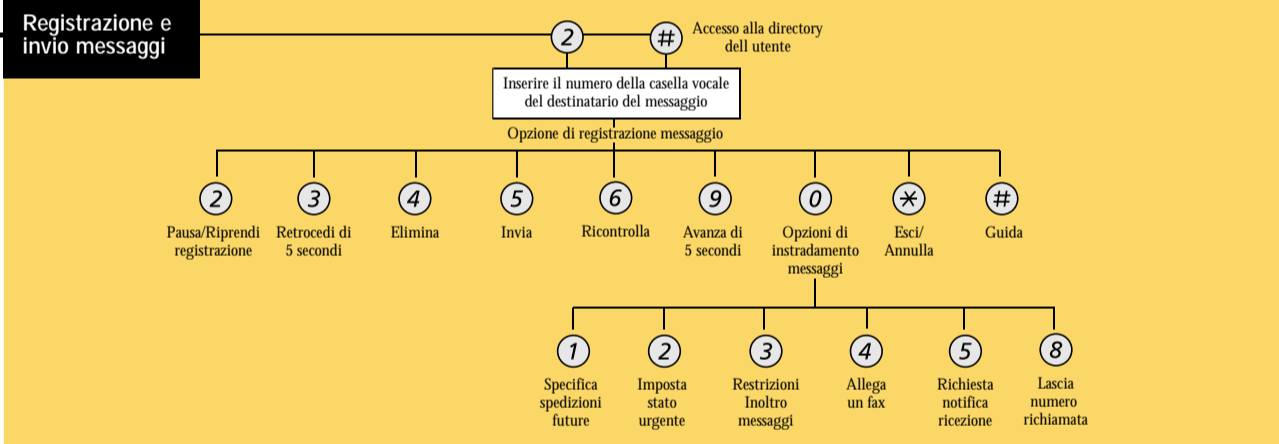 Registrazione e
invio messaggi
2
#
Accesso alla directory
dell utente
Inserire il numero della casella vocale
del destinatario del messaggio
Opzione di registrazione messaggio
2
Pausa/Riprendi
registrazione
3
Retrocedi di
5 secondi
4
Elimina
5
Invia
6
Ricontrolla
9
Avanza di
5 secondi
0
Opzioni di
instradamento
messaggi
*
Esci/
Annulla
#
Guida
1
Specifica
spedizioni
future
2
Imposta
stato
urgente
3
Restrizioni
Inoltro
messaggi
4
Allega
un fax
5
Richiesta
notifica
ricezione
8
Lascia
numero
richiamata